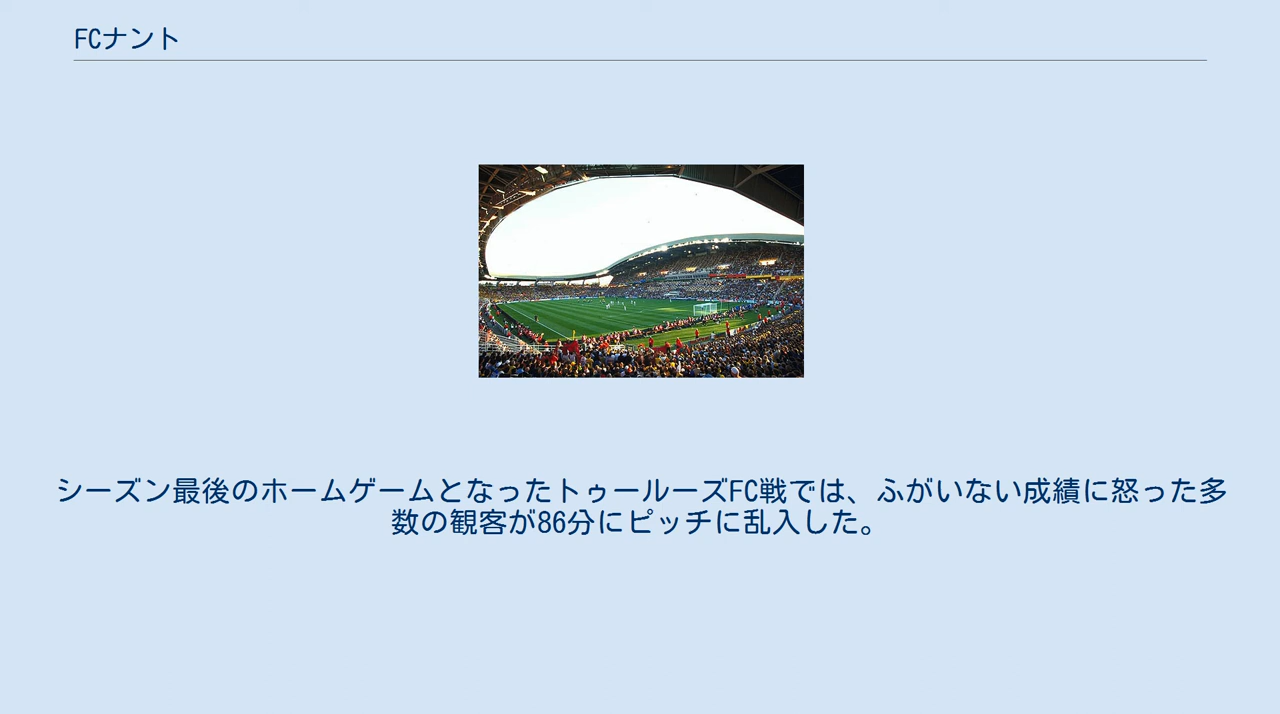 FCナント
シーズン最後のホームゲームとなったトゥールーズFC戦では、ふがいない成績に怒った多
数の観客が86分にピッチに乱入した。